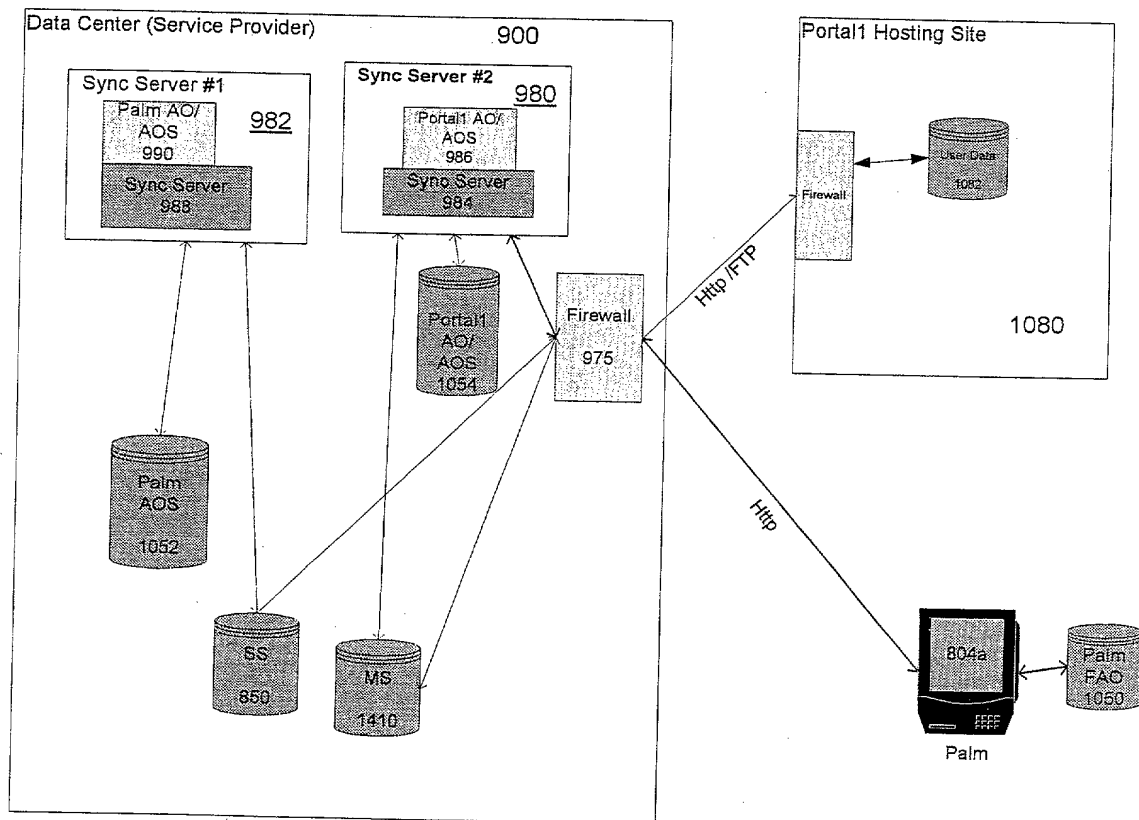 Data Center (Service Provider)
900
Sync Server #1
982
Palm AO/
AOS
990
Sync Server
988
Sync Server #2
980
Portal1 AO/
AOS
986
Sync Server
984
Portal1
AO/
AOS
1054
Firewall
975
Palm
AOS
1052
SS
850
MS
1410
Http /FTP
Http
Portal1 Hosting Site
Firewall
User Data
1082
1080
804a
Palm
Palm
FAO
1050